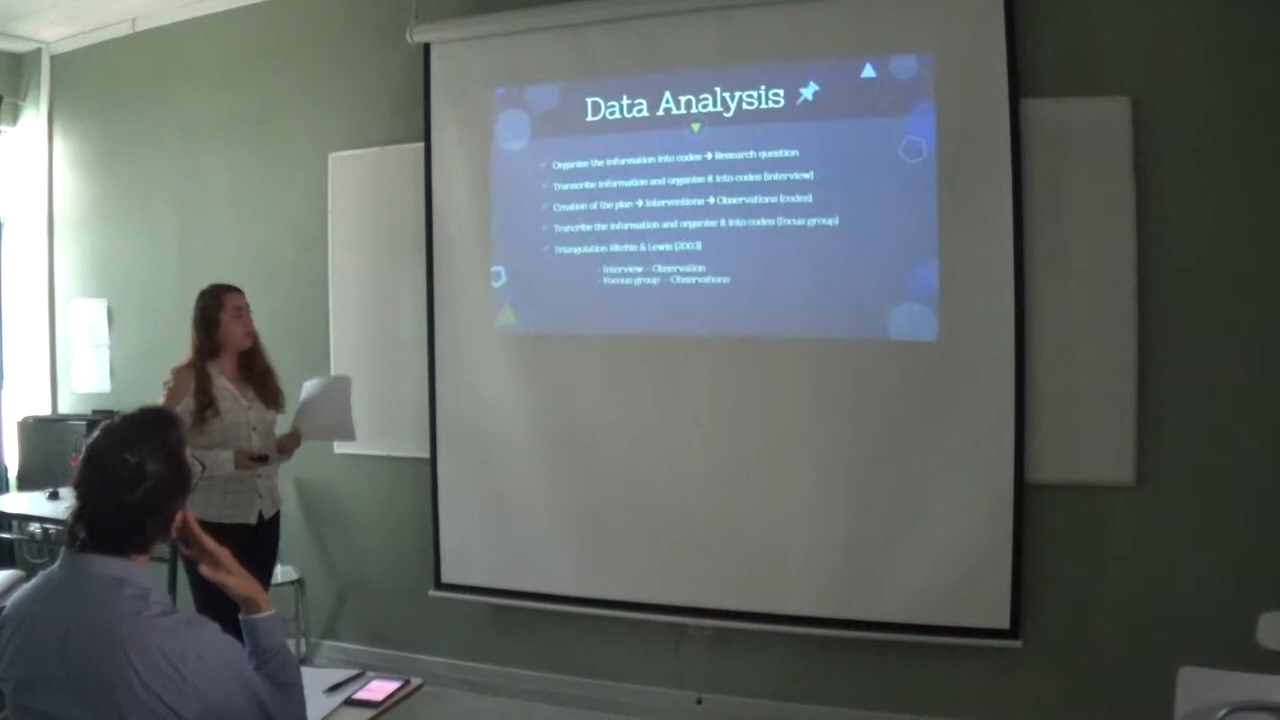 Data Analysis
Organise the information into codes → Research question
Transcribe information and organize it into codes (interview)
Creation of the plan → Interventions → Observations (codes)
Trancribe the information and organize it into codes (focus group)
Triangulation Ritchie & Lewis (2003)
- Interview – Observation
- Focus group – Observations